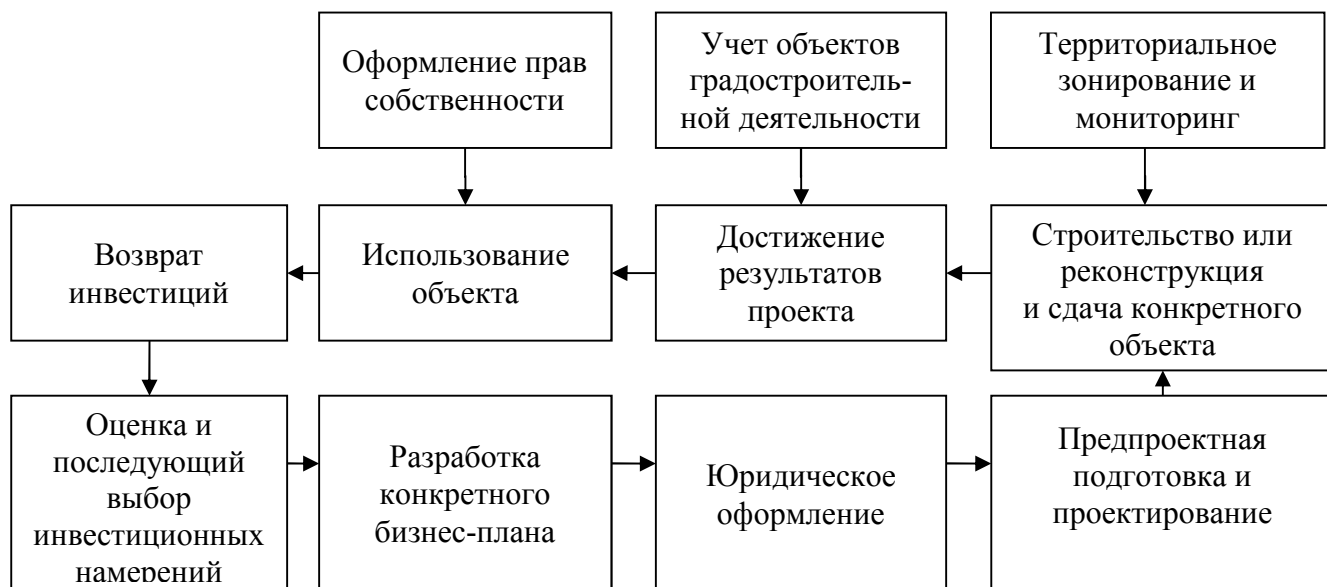 Оформление прав
собственности
Учет объектов
градостроитель-
ной деятельности
Территориальное
зонирование и
мониторинг
Возврат
инвестиций
Использование
объекта
Достижение
результатов
проекта
Строительство или
реконструкция
и сдача конкретного
объекта
Оценка и
последующий
выбор
инвестиционных
намерений
Разработка
конкретного
бизнес-плана
Юридическое
оформление
Предпроектная
подготовка и
проектирование